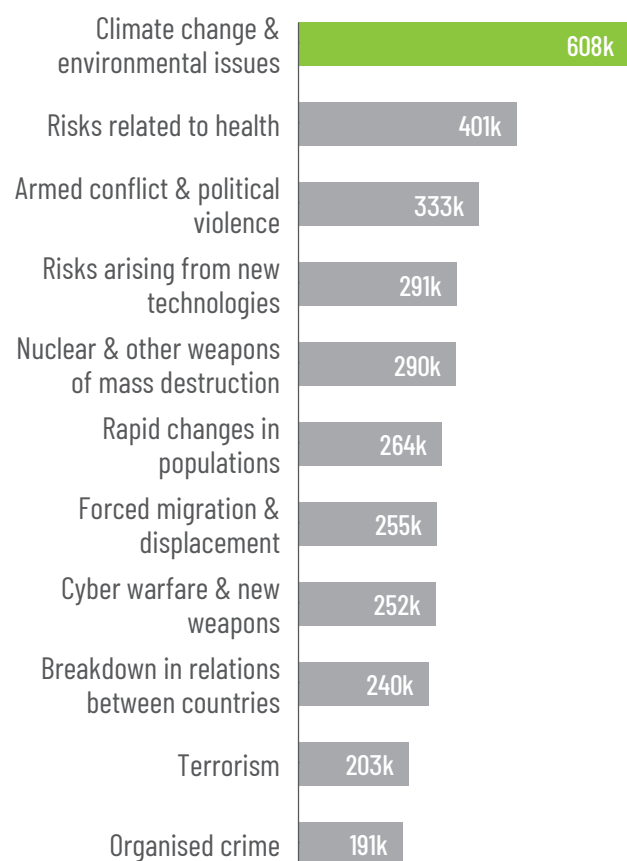 Climate change &
environmental issues
608k
Risks related to health
401k
Armed conflict & political
violence
333k
Risks arising from new
technologies
291k
Nuclear & other weapons
of mass destruction
290k
Rapid changes in
populations
264k
Forced migration &
displacement
255k
Cyber warfare & new
weapons
252k
Breakdown in relations
between countries
240k
Terrorism
203k
Organised crime
191k